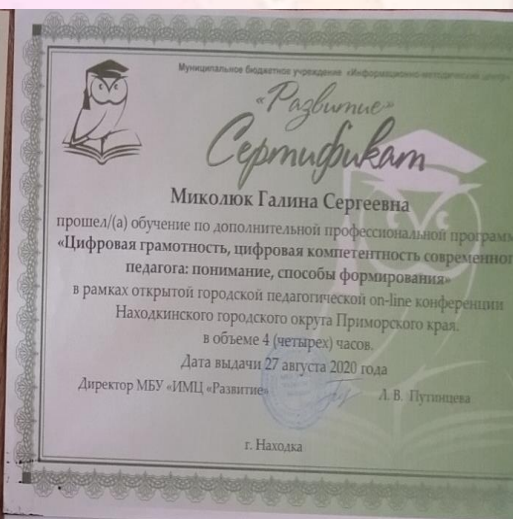 Муниципальное бюджетное учреждение «Информационно-методический центр»
«Развитие»
Сертификат
Миколюк Галина Сергеевна
прошел/(а) обучение по дополнительной профессиональной програм
«Цифровая грамотность, цифровая компетентность современног
педагога: понимание, способы формирования»
в рамках открытой городской педагогической on-line конференции
Находкинского городского округа Приморского края.
в объеме 4 (четырех) часов.
Дата выдачи 27 августа 2020 года
Директор МБУ «ИМЦ «Развитие» Л. В. Путинцева
г. Находка